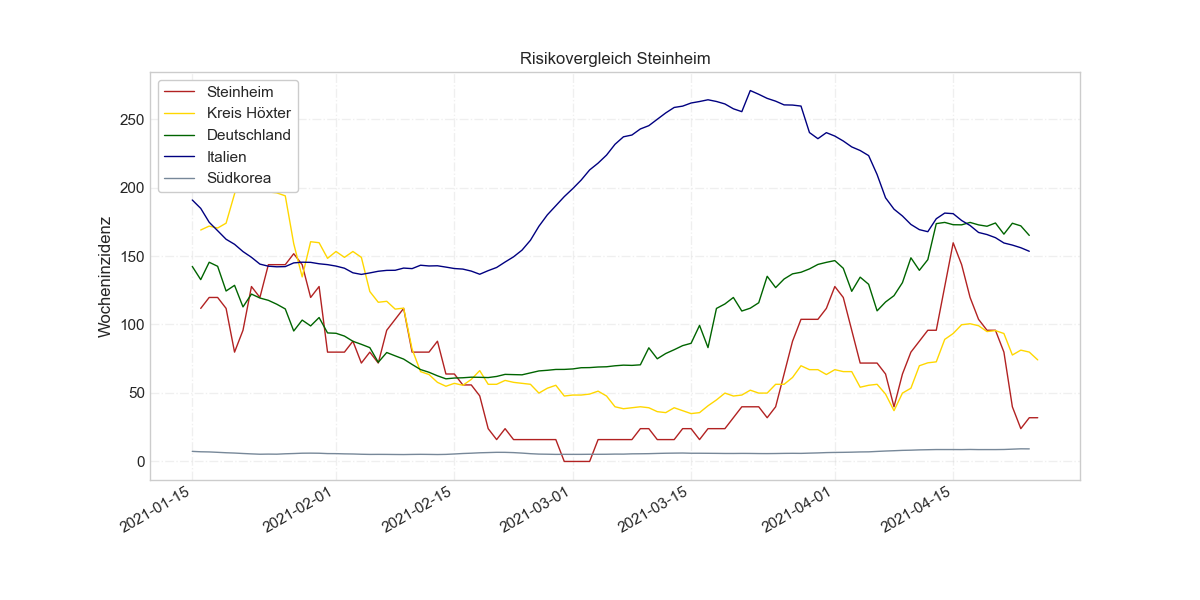 Risikovergleich Steinheim
Steinheim
Kreis Höxter
Deutschland
Italien
Südkorea
Wocheninzidenz
250
200
150
100
50
0
2021-01-15
2021-02-01
2021-02-15
2021-03-01
2021-03-15
2021-04-01
2021-04-15